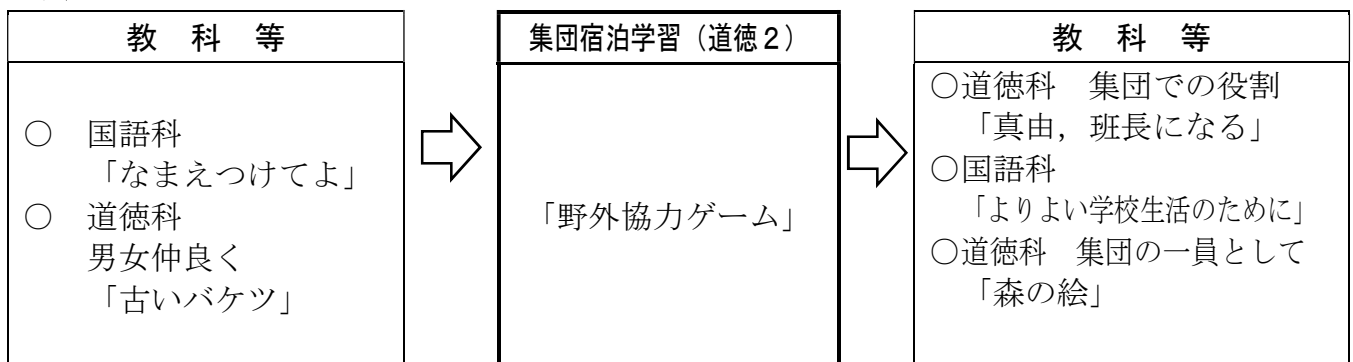 教　科　等
○　国語科
「なまえつけてよ」
○　道徳科
男女仲良く
「古いバケツ」
集団宿泊学習（道徳２）
「野外協力ゲーム」
教　科　等
○道徳科　集団での役割
「真由，班長になる」
○国語科
「よりよい学校生活のために」
○道徳科　集団の一員として
「森の絵」